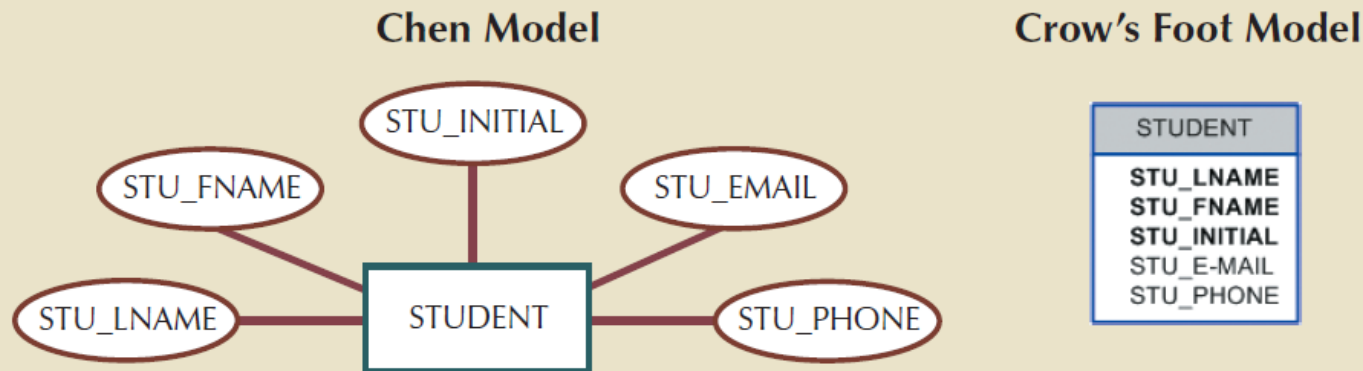 Chen Model
Crow's Foot Model
STU_INITIAL
STU_FNAME
STU_EMAIL
STU_LNAME
STUDENT
STU_PHONE
STUDENT
STU_LNAME
STU_FNAME
STU_INITIAL
STU_E-MAIL
STU_PHONE